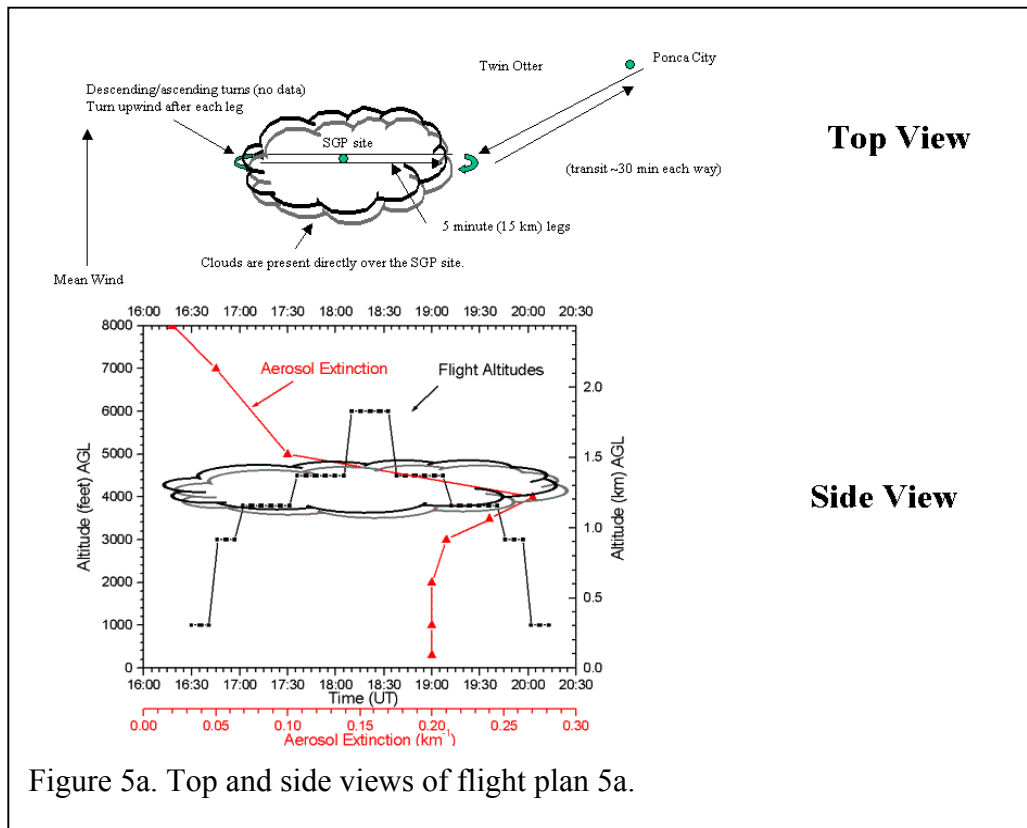 Ponca City
Twin Otter
Descending/ascending turns (no data)
Turn upwind after each leg
SGP site
Top View
(transit ~30 min each way)
5 minute (15 km) legs
Clouds are present directly over the SGP site.
Mean Wind
16:00 16:30 17:00 17:30 18:00 18:30 19:00 19:30 20:00 20:30
8000
7000
6000
5000
4000
3000
2000
1000
0
Altitude (feet) AGL
Aerosol Extinction
Flight Altitudes
2.0
1.5
1.0
0.5
0.0
Altitude (km) AGL
Side View
16:00 16:30 17:00 17:30 18:00 18:30 19:00 19:30 20:00 20:30
Time (UT)
0.00 0.05 0.10 0.15 0.20 0.25 0.30
Aerosol Extinction (km-1)
Figure 5a. Top and side views of flight plan 5a.